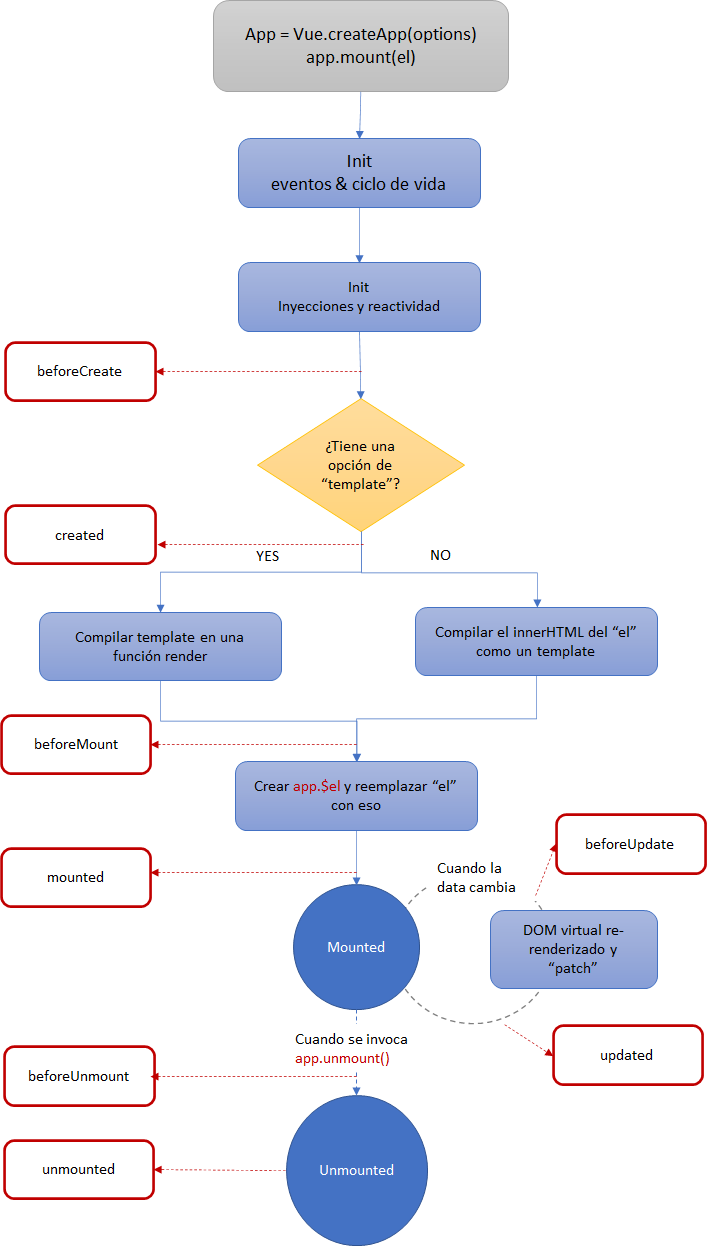 App = Vue.createApp(options)
app.mount(el)
Init
eventos & ciclo de vida
Init
Inyecciones y reactividad
beforeCreate
¿Tiene una
opción de
“template”?
created
YES
NO
Compilar template en una
función render
Compilar el innerHTML del “el”
como un template
beforeMount
Crear app.$el y reemplazar “el”
con eso
beforeUpdate
mounted
Cuando la
data cambia
Mounted
DOM virtual re-
renderizado y
“patch”
Cuando se invoca
app.unmount()
updated
beforeUnmount
unmounted
Unmounted